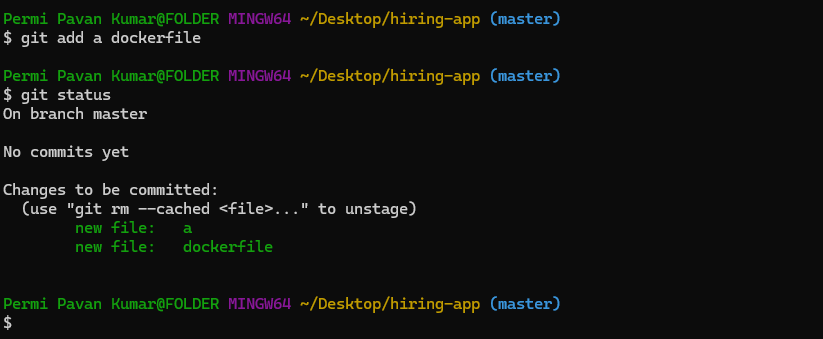 Permi Pavan Kumar@FOLDER MINGW64 ~/Desktop/hiring-app (master)
$ git add a dockerfile
Permi Pavan Kumar@FOLDER MINGW64 ~/Desktop/hiring-app (master)
$ git status
On branch master
No commits yet
Changes to be committed:
  (use "git rm --cached <file>..." to unstage)
        new file:   a
        new file:   dockerfile
Permi Pavan Kumar@FOLDER MINGW64 ~/Desktop/hiring-app (master)
$